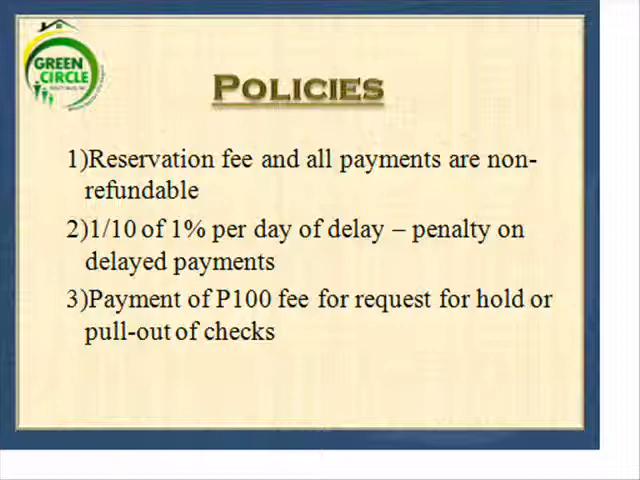 GREEN
CIRCLE
POLICIES
1)Reservation fee and all payments are non-
refundable
2)1/10 of 1% per day of delay – penalty on
delayed payments
3)Payment of P100 fee for request for hold or
pull-out of checks